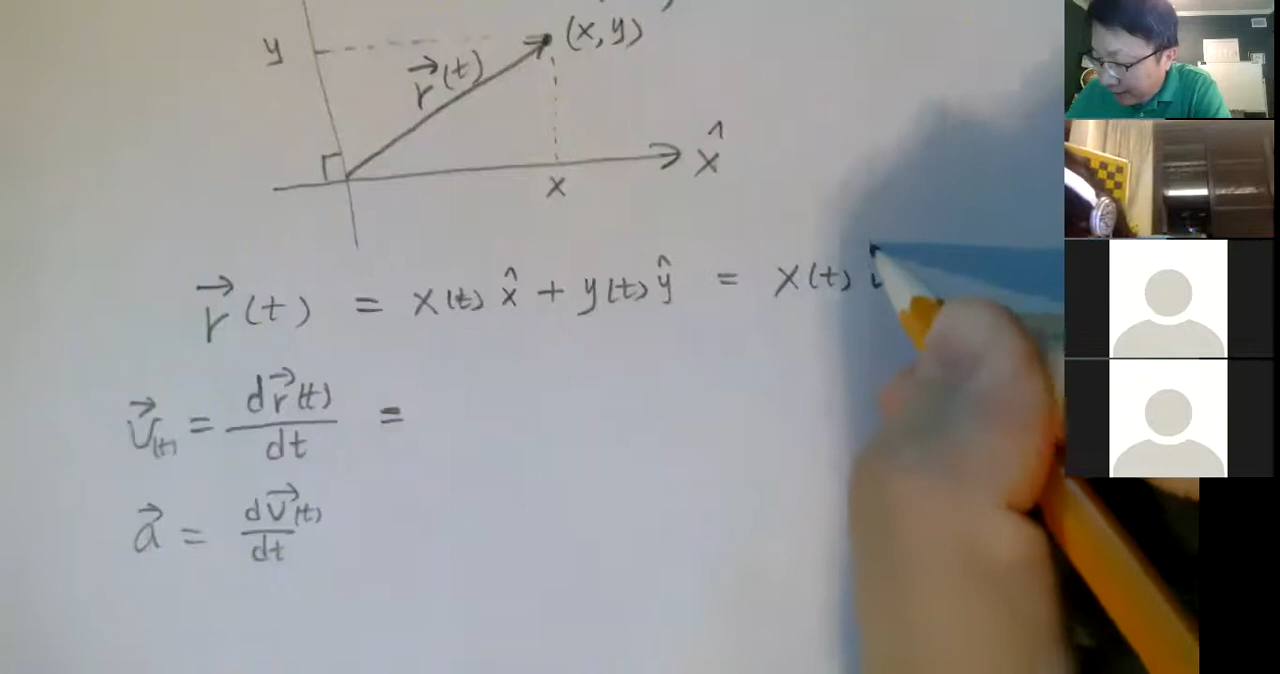 y
(x, y)
r⃗(t)
x̂
x
r⃗(t) = x(t) x̂ + y(t) ŷ = x(t) i
v⃗(t) = dr⃗(t)/dt =
a⃗ = dv⃗(t)/dt